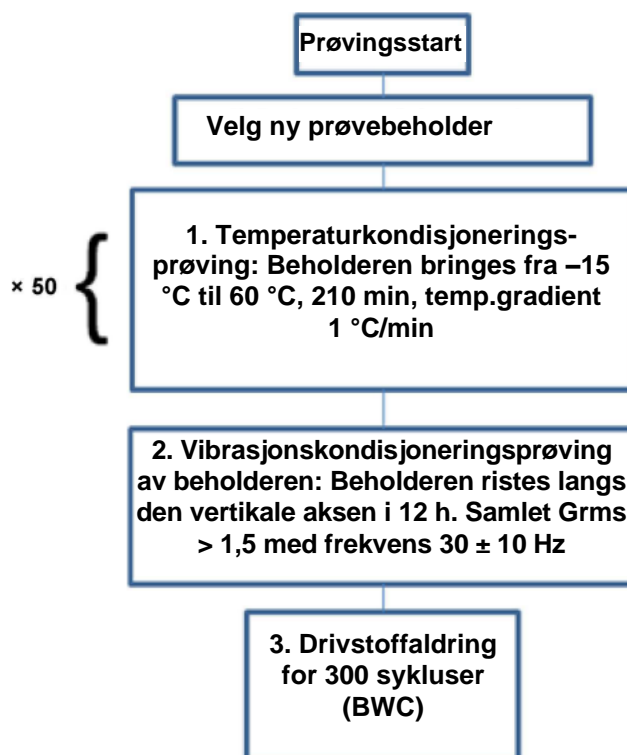 Prøvingsstart
Velg ny prøvebeholder
× 50
1. Temperaturkondisjonerings-
prøving: Beholderen bringes fra –15
°C til 60 °C, 210 min, temp.gradient
1 °C/min
2. Vibrasjonskondisjoneringsprøving
av beholderen: Beholderen ristes langs
den vertikale aksen i 12 h. Samlet Grms
> 1,5 med frekvens 30 ± 10 Hz
3. Drivstoffaldring
for 300 sykluser
(BWC)